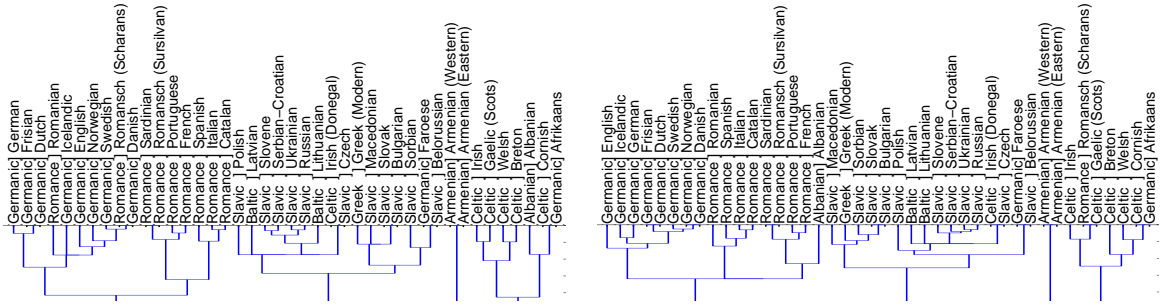 Germanic] German
Germanic] Frisian
Germanic] Dutch
Romance ] Romanian
Germanic] Icelandic
Germanic] English
Germanic] Norwegian
Germanic] Swedish
Romance ] Romansch (Scharans)
Germanic] Danish
Romance ] Sardinian
Romance ] Romansch (Sursilvan)
Romance ] Portuguese
Romance ] French
Romance ] Spanish
Romance ] Italian
Romance ] Catalan
Slavic ] Polish
Baltic ] Latvian
Slavic ] Slovene
Slavic ] Serbian−Croatian
Slavic ] Ukrainian
Slavic ] Russian
Baltic ] Lithuanian
Celtic ] Irish (Donegal)
Slavic ] Czech
Greek ] Greek (Modern)
Slavic ] Macedonian
Slavic ] Slovak
Slavic ] Bulgarian
Slavic ] Sorbian
Germanic] Faroese
Slavic ] Belorussian
Armenian] Armenian (Western)
Armenian] Armenian (Eastern)
Celtic ] Irish
Celtic ] Gaelic (Scots)
Celtic ] Welsh
Celtic ] Breton
Albanian] Albanian
Celtic ] Cornish
Germanic] Afrikaans
Germanic] English
Germanic] Icelandic
Germanic] German
Germanic] Frisian
Germanic] Dutch
Germanic] Swedish
Germanic] Norwegian
Germanic] Danish
Romance ] Romanian
Romance ] Spanish
Romance ] Italian
Romance ] Catalan
Romance ] Sardinian
Romance ] Romansch (Sursilvan)
Romance ] Portuguese
Romance ] French
Albanian] Albanian
Slavic ] Macedonian
Greek ] Greek (Modern)
Slavic ] Sorbian
Slavic ] Slovak
Slavic ] Bulgarian
Slavic ] Polish
Baltic ] Latvian
Baltic ] Lithuanian
Slavic ] Slovene
Slavic ] Serbian−Croatian
Slavic ] Ukrainian
Slavic ] Russian
Celtic ] Irish (Donegal)
Slavic ] Czech
Germanic] Faroese
Slavic ] Belorussian
Armenian] Armenian (Western)
Armenian] Armenian (Eastern)
Celtic ] Irish
Romance ] Romansch (Scharans)
Celtic ] Gaelic (Scots)
Celtic ] Breton
Celtic ] Welsh
Celtic ] Cornish
Germanic] Afrikaans